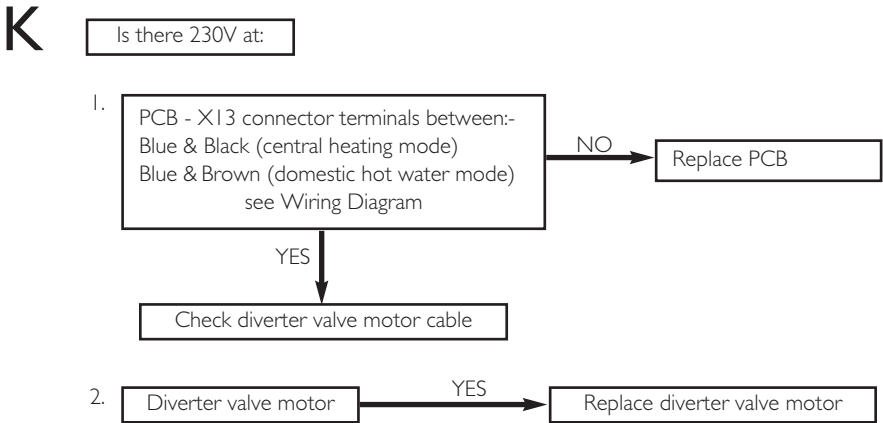 K
Is there 230V at:
1.
PCB - X13 connector terminals between:-
Blue & Black (central heating mode)
Blue & Brown (domestic hot water mode)
see Wiring Diagram
NO
Replace PCB
YES
Check diverter valve motor cable
2.
Diverter valve motor
YES
Replace diverter valve motor